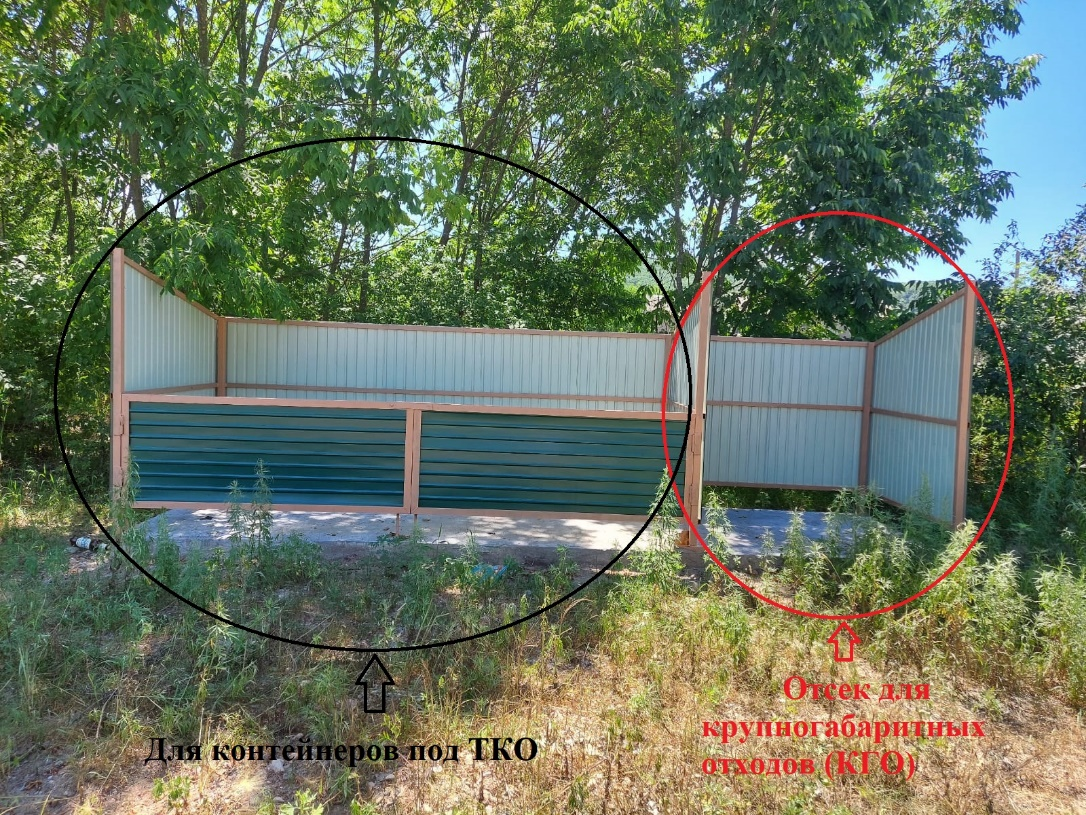 Для контейнеров под ТКО
Отсек для
крупногабаритных
отходов (КГО)